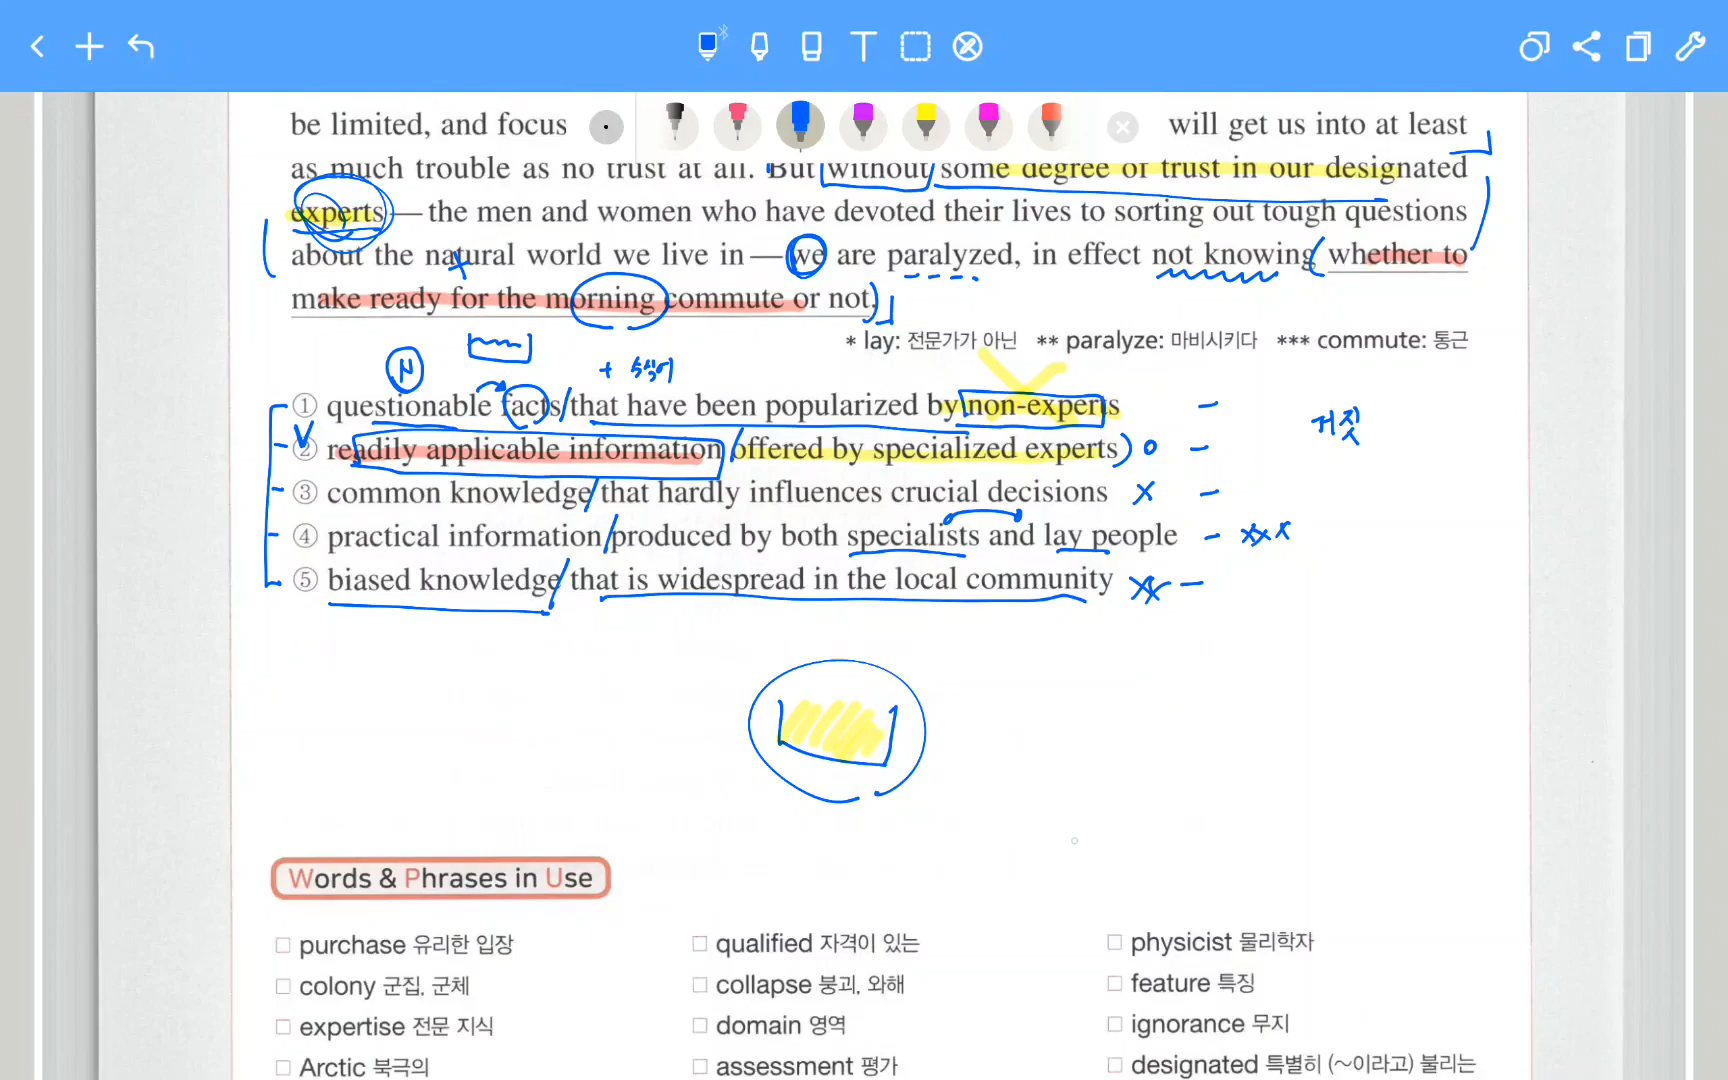 be limited, and focus will get us into at least
as much trouble as no trust at all. But without some degree of trust in our designated
experts — the men and women who have devoted their lives to sorting out tough questions
about the natural world we live in — we are paralyzed, in effect not knowing (whether to
make ready for the morning commute or not.)
* lay: 전문가가 아닌 ** paralyze: 마비시키다 *** commute: 통근
N + 수식어
① questionable facts / that have been popularized by non-experts -
거짓
② readily applicable information / offered by specialized experts) o -
③ common knowledge / that hardly influences crucial decisions x -
④ practical information / produced by both specialists and lay people - xxx
⑤ biased knowledge / that is widespread in the local community xx -
Words & Phrases in Use
□ purchase 유리한 입장 □ qualified 자격이 있는 □ physicist 물리학자
□ colony 군집, 군체 □ collapse 붕괴, 와해 □ feature 특징
□ expertise 전문 지식 □ domain 영역 □ ignorance 무지
□ Arctic 북극의 □ assessment 평가 □ designated 특별히 (~이라고) 불리는